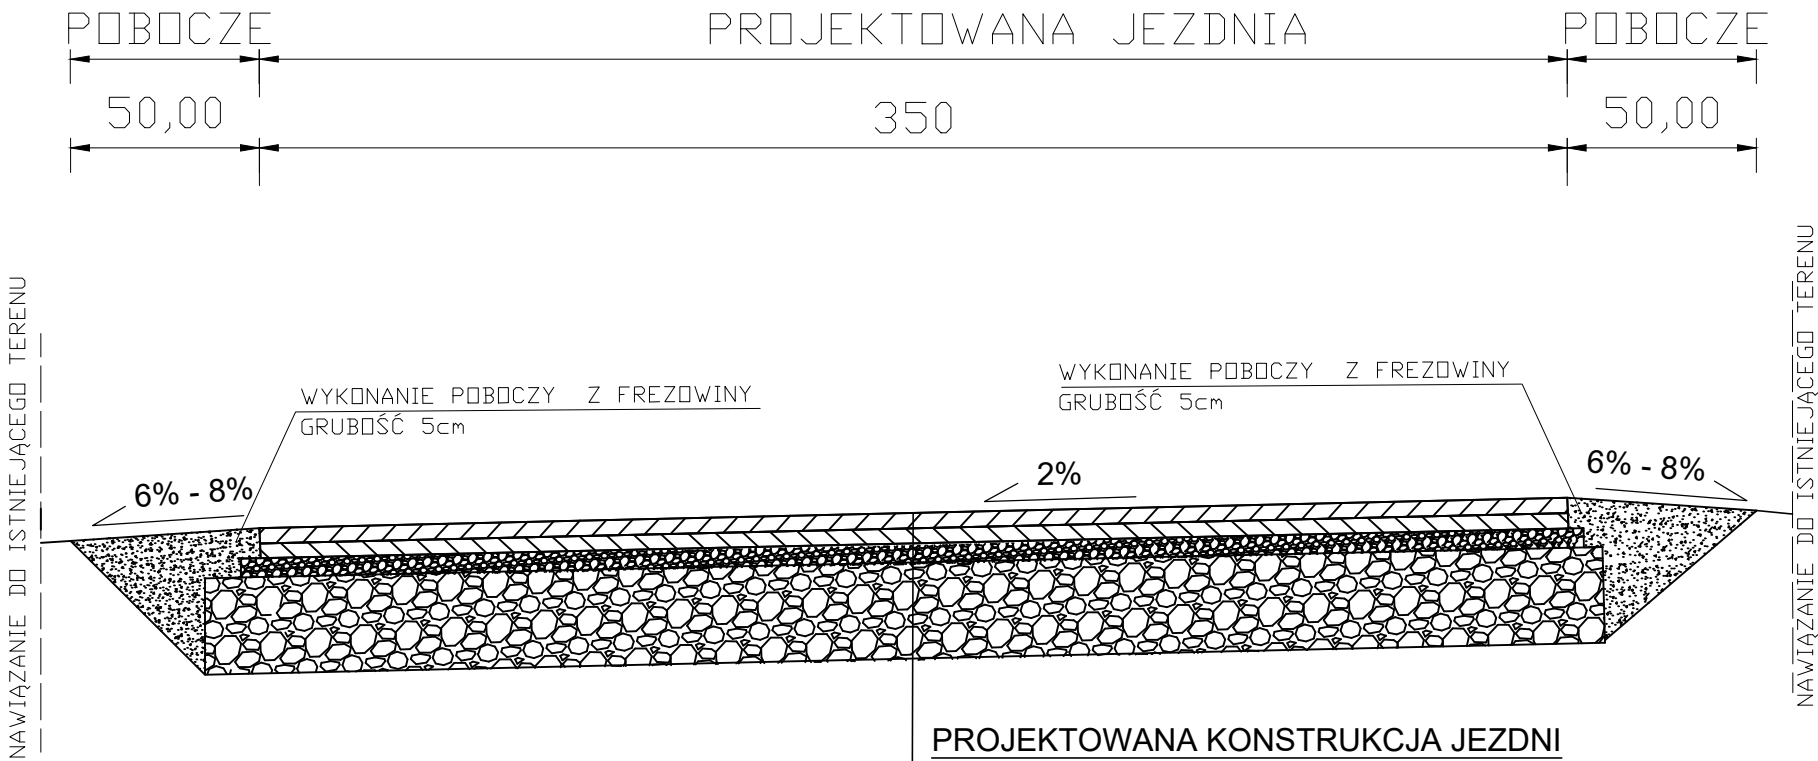 POBOCZE
PROJEKTOWANA JEZDNIA
POBOCZE
50,00
350
50,00
NAWIĄZANIE DO ISTNIEJĄCEGO TERENU
WYKONANIE POBOCZY Z FREZOWINY
GRUBOŚĆ 5cm
WYKONANIE POBOCZY Z FREZOWINY
GRUBOŚĆ 5cm
NAWIĄZANIE DO ISTNIEJĄCEGO TERENU
6% - 8%
2%
6% - 8%
PROJEKTOWANA KONSTRUKCJA JEZDNI